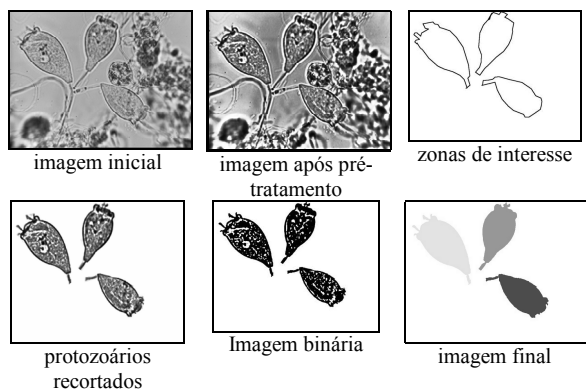 imagem inicial
imagem após pré-
tratamento
zonas de interesse
protozoários
recortados
Imagem binária
imagem final